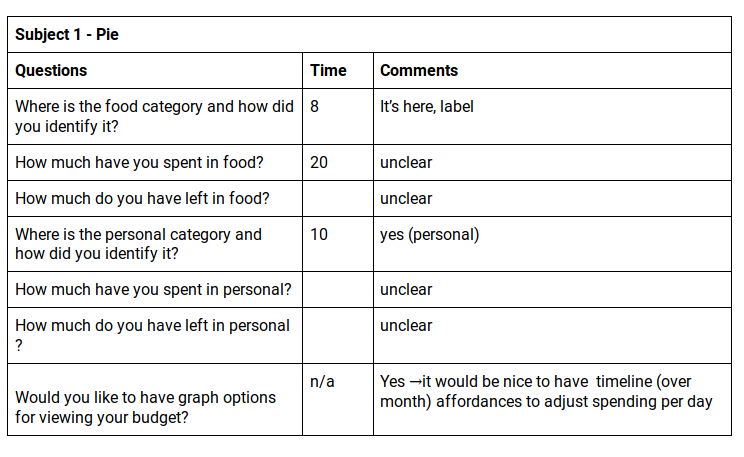 Subject 1 - Pie
Questions Time Comments
Where is the food category and how did 8 It's here, label
you identify it?
How much have you spent in food? 20 unclear
How much do you have left in food? unclear
Where is the personal category and 10 yes (personal)
how did you identify it?
How much have you spent in personal? unclear
How much do you have left in personal unclear
?
Would you like to have graph options n/a Yes →it would be nice to have  timeline (over
for viewing your budget? month) affordances to adjust spending per day